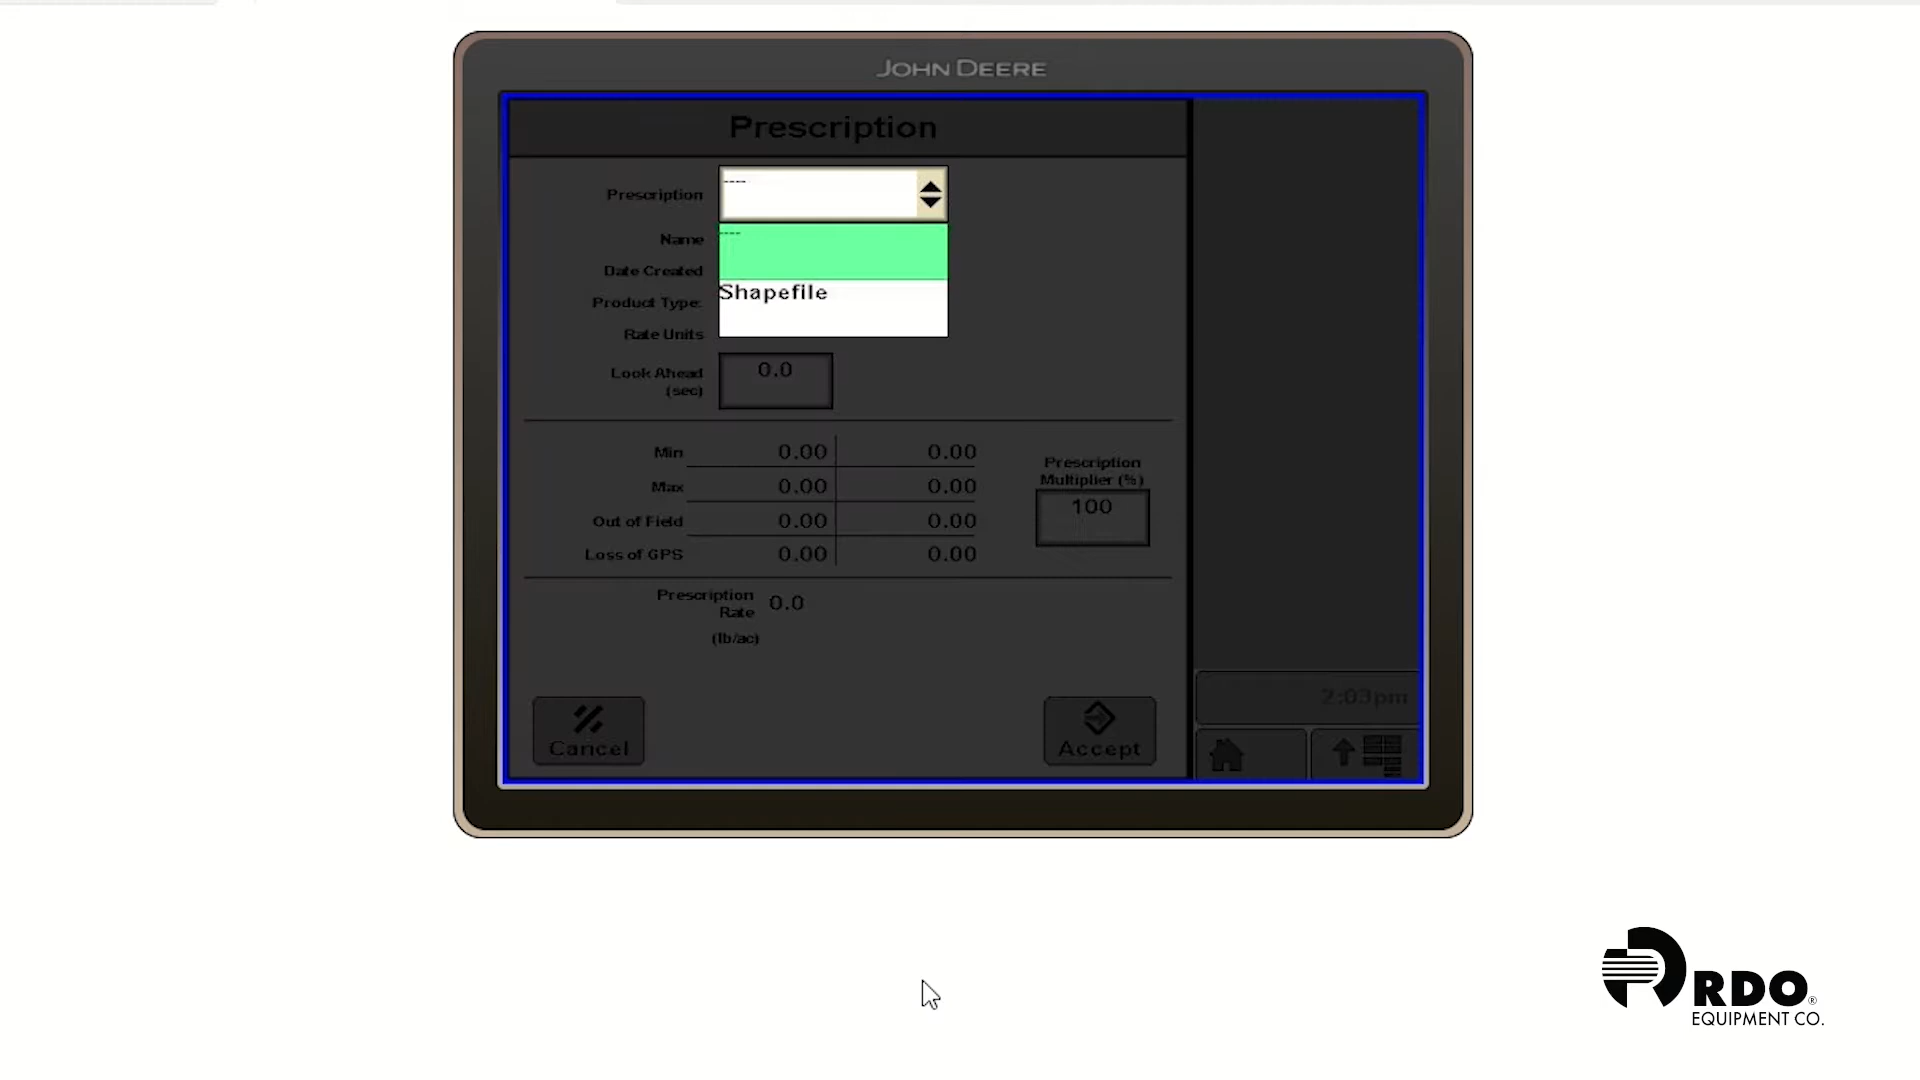 JOHN DEERE
Prescription
Prescription
----
Name
----
Date Created
Shapefile
Product Type:
Rate Units
Look Ahead
(sec)
0.0
Min 0.00 0.00
Max 0.00 0.00
Out of Field 0.00 0.00
Loss of GPS 0.00 0.00
Prescription
Multiplier (%)
100
Prescription
Rate
0.0
(lb/ac)
2:03pm
Cancel
Accept
RDO®
EQUIPMENT CO.